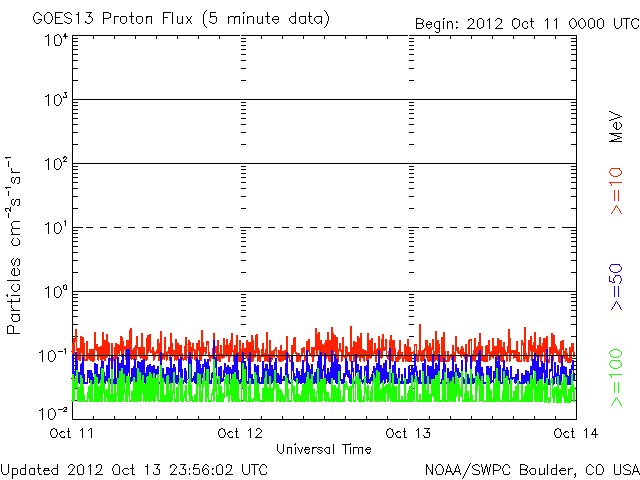 GOES13 Proton Flux (5 minute data)
Begin: 2012 Oct 11 0000 UTC
10⁴
10³
10²
10¹
10⁰
10⁻¹
10⁻²
Particles cm⁻²s⁻¹sr⁻¹
MeV
>=10
>=50
>=100
Oct 11
Oct 12
Oct 13
Oct 14
Universal Time
Updated 2012 Oct 13 23:56:02 UTC
NOAA/SWPC Boulder, CO USA